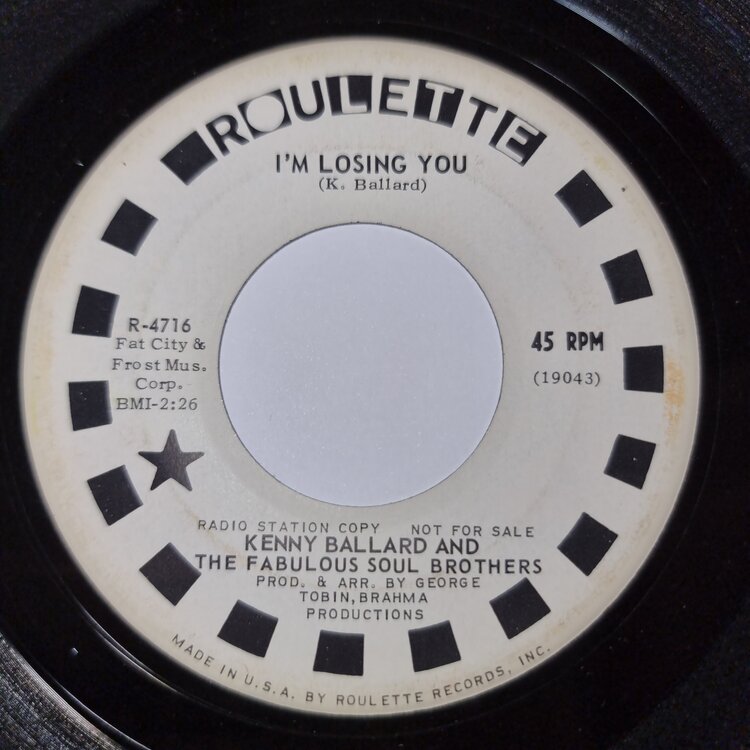 ROULETTE
I'M LOSING YOU
(K. Ballard)
R-4716
Fat City &
Frost Mus.
Corp.
BMI-2:26
45 RPM
(19043)
RADIO STATION COPY NOT FOR SALE
KENNY BALLARD AND
THE FABULOUS SOUL BROTHERS
PROD. & ARR. BY GEORGE
TOBIN, BRAHMA
PRODUCTIONS
MADE IN U.S.A. BY ROULETTE RECORDS, INC.